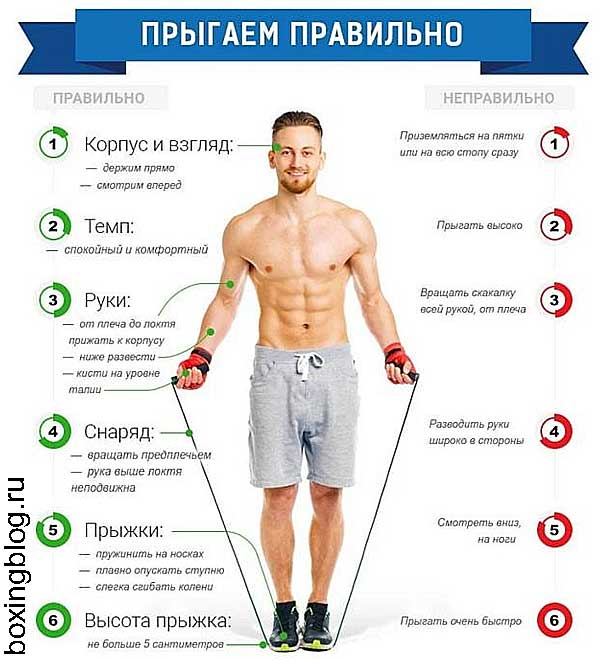 ПРЫГАЕМ ПРАВИЛЬНО
ПРАВИЛЬНО
1
Корпус и взгляд:
— держим прямо
— смотрим вперед
2
Темп:
— спокойный и комфортный
3
Руки:
— от плеча до локтя
прижать к корпусу
— ниже развести
— кисти на уровне
талии
4
Снаряд:
— вращать предплечьем
— рука выше локтя
неподвижна
5
Прыжки:
— пружинить на носках
— плавно опускать ступню
— слегка сгибать колени
6
Высота прыжка:
не больше 5 сантиметров
НЕПРАВИЛЬНО
Приземляться на пятки
или на всю стопу сразу
1
Прыгать высоко
2
Вращать скакалку
всей рукой, от плеча
3
Разводить руки
широко в стороны
4
Смотреть вниз,
на ноги
5
Прыгать очень быстро
6
boxingblog.ru